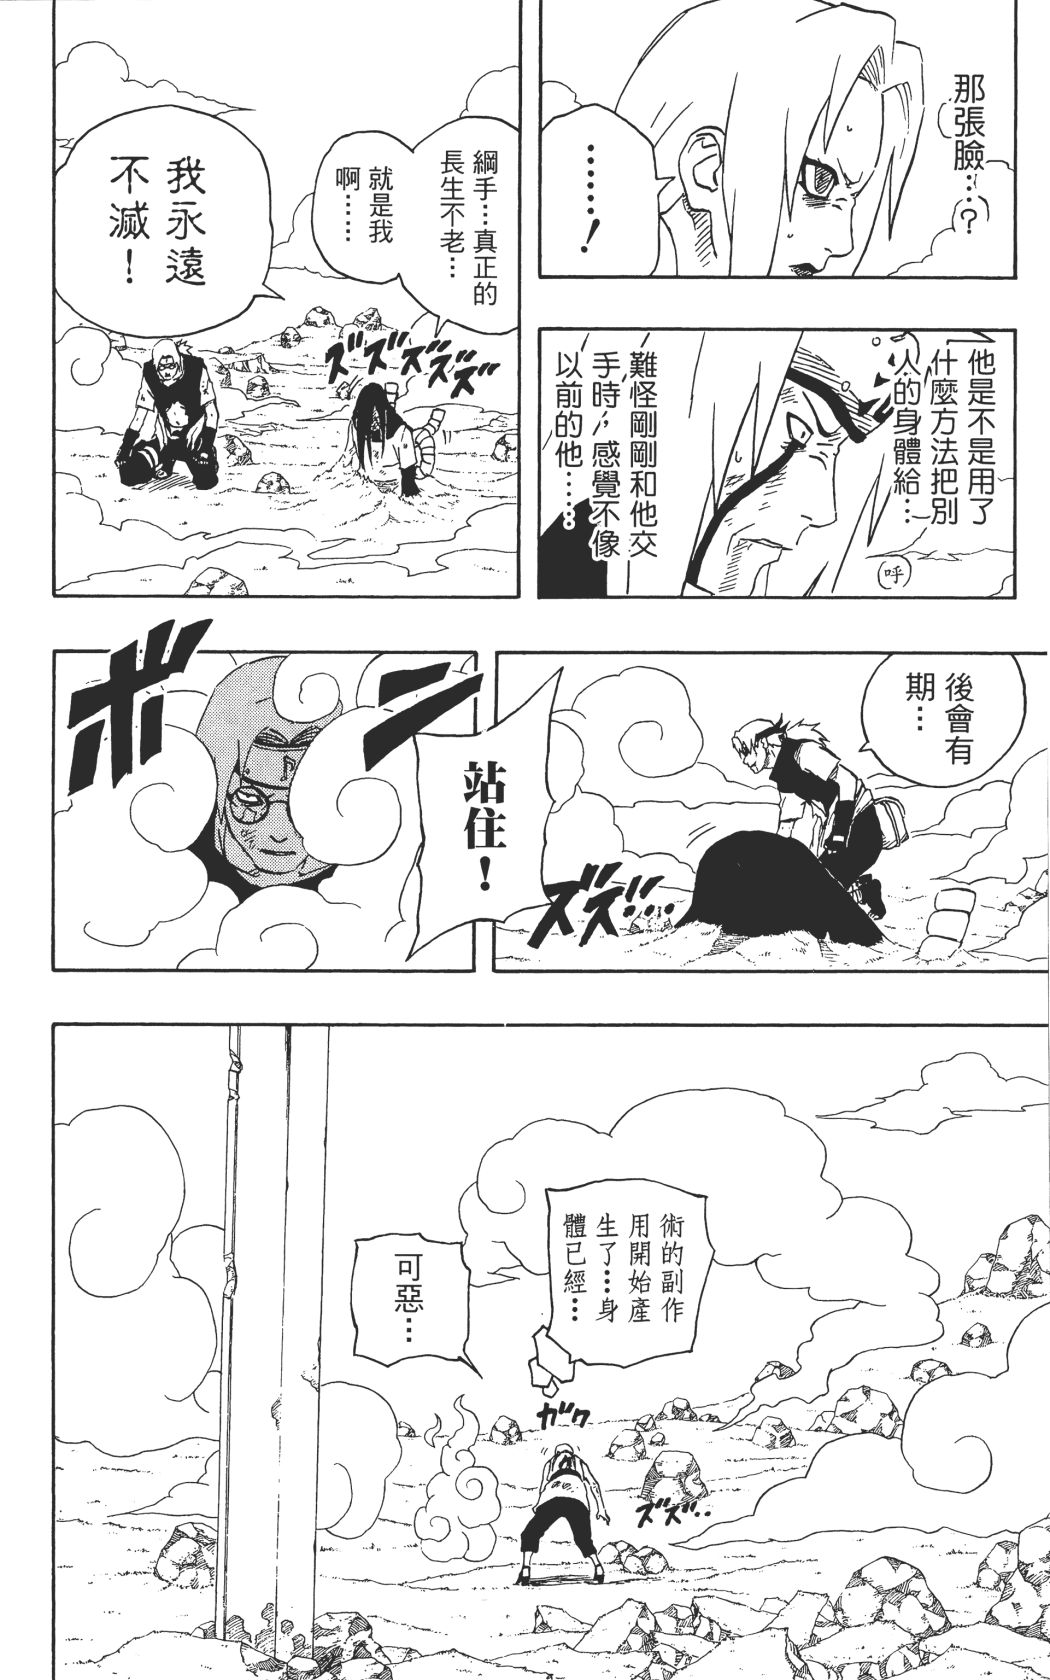 那張臉…?
……!
他是不是用了
什麼方法把別
人的身體給…
難怪剛剛和他交
手時，感覺不像
以前的他……
呼
綱手…真正的
長生不老…
就是我
啊……
我永遠
不滅！
ズズズズズ
後會有
期…
ズズ…
站住！
ボン
術的副作
用開始產
生了…身
體已經…
可惡…
ガク
ズズ…